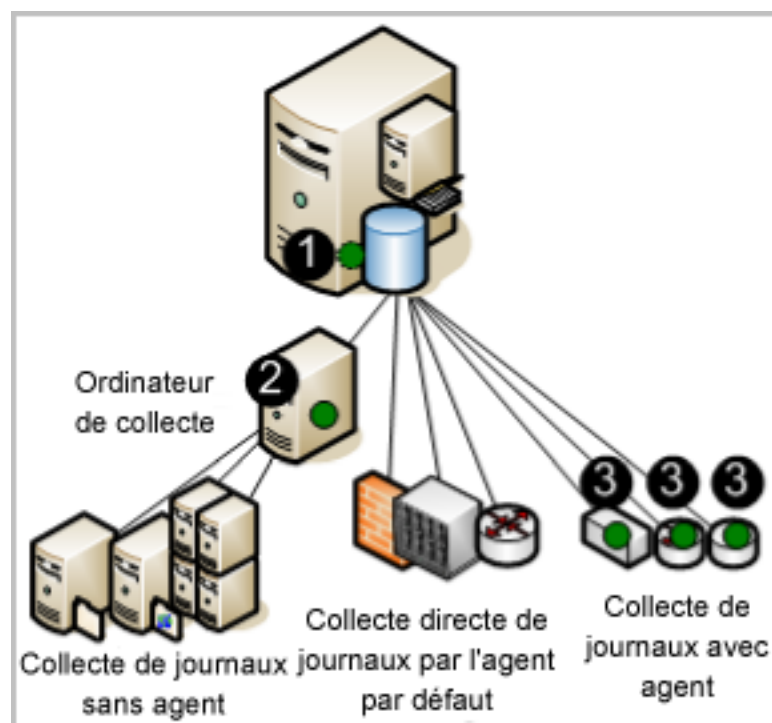 1
2
Ordinateur
de collecte
3 3 3
Collecte de journaux
sans agent
Collecte directe de
journaux par l'agent
par défaut
Collecte de
journaux avec
agent